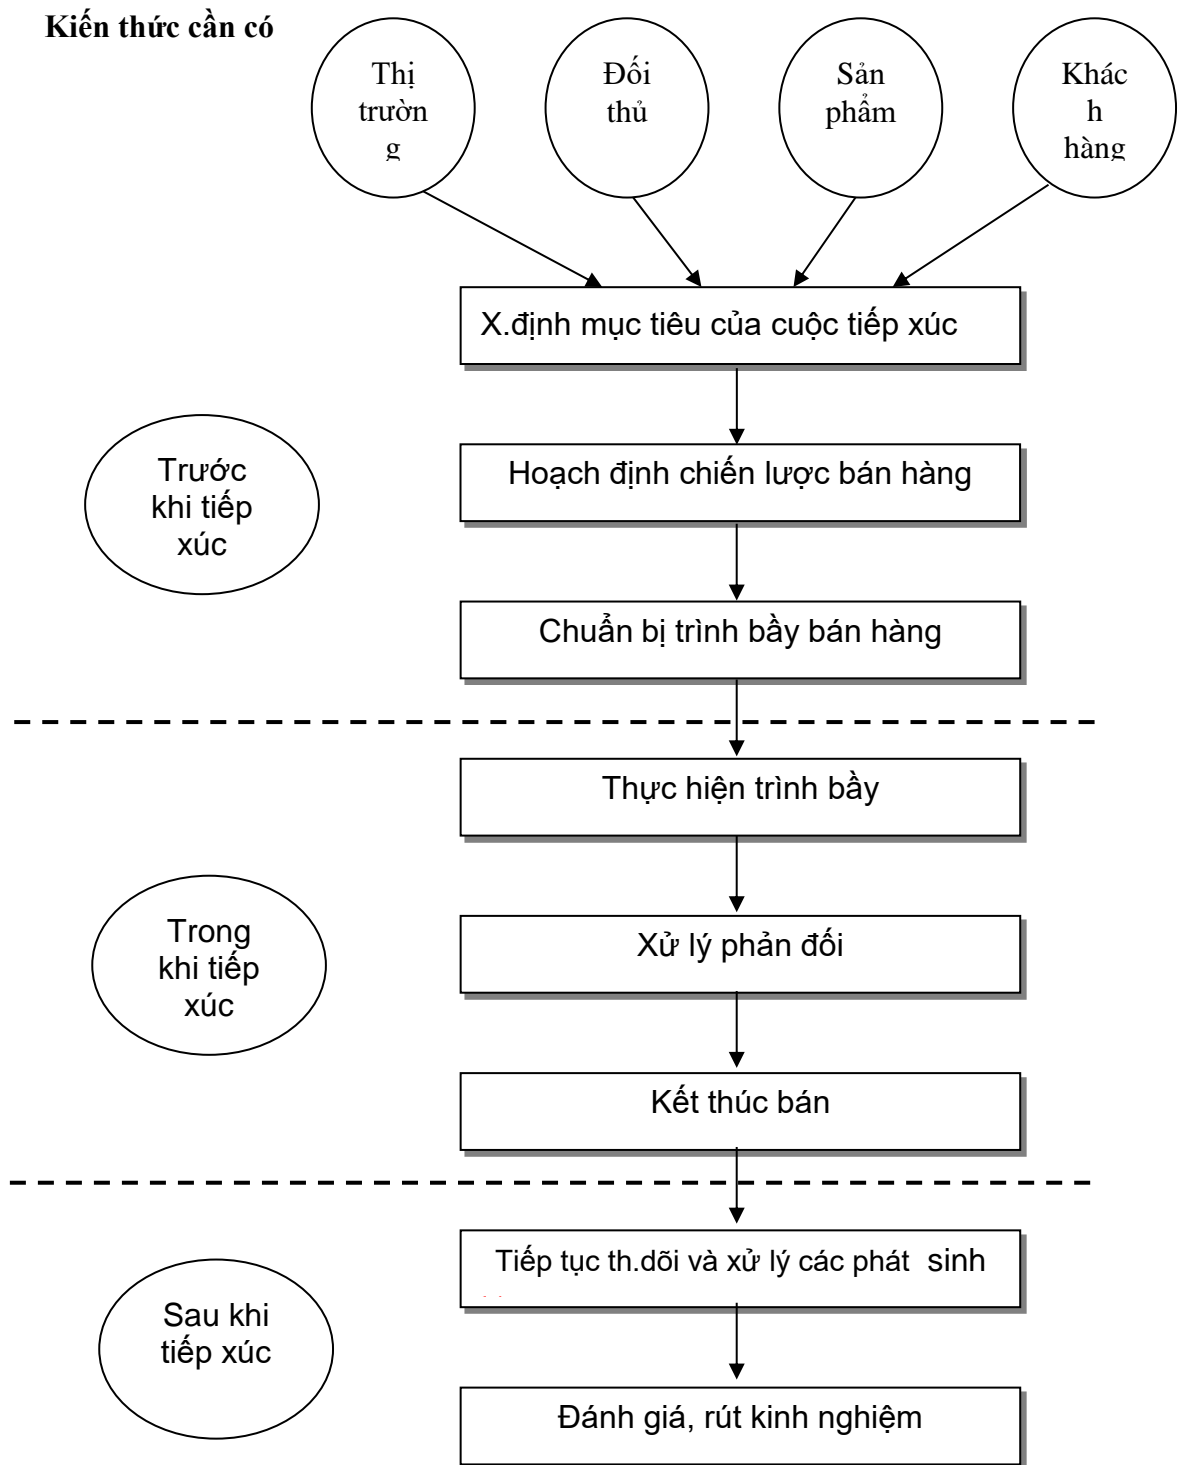 Kiến thức cần có
Thị
trườn
g
Đối
thủ
Sản
phẩm
Khác
h
hàng
X.định mục tiêu của cuộc tiếp xúc
Trước
khi tiếp
xúc
Hoạch định chiến lược bán hàng
Chuẩn bị trình bầy bán hàng
Thực hiện trình bầy
Trong
khi tiếp
xúc
Xử lý phản đối
Kết thúc bán
Tiếp tục th.dõi và xử lý các phát sinh
Sau khi
tiếp xúc
Đánh giá, rút kinh nghiệm